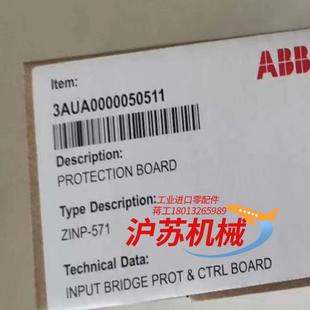 Item:
ABB
3AUA0000050511
Description:
PROTECTION BOARD
Type Description:
ZINP-571
Technical Data:
INPUT BRIDGE PROT & CTRL BOARD
工业进口零配件
蒋工18013265989
沪苏机械